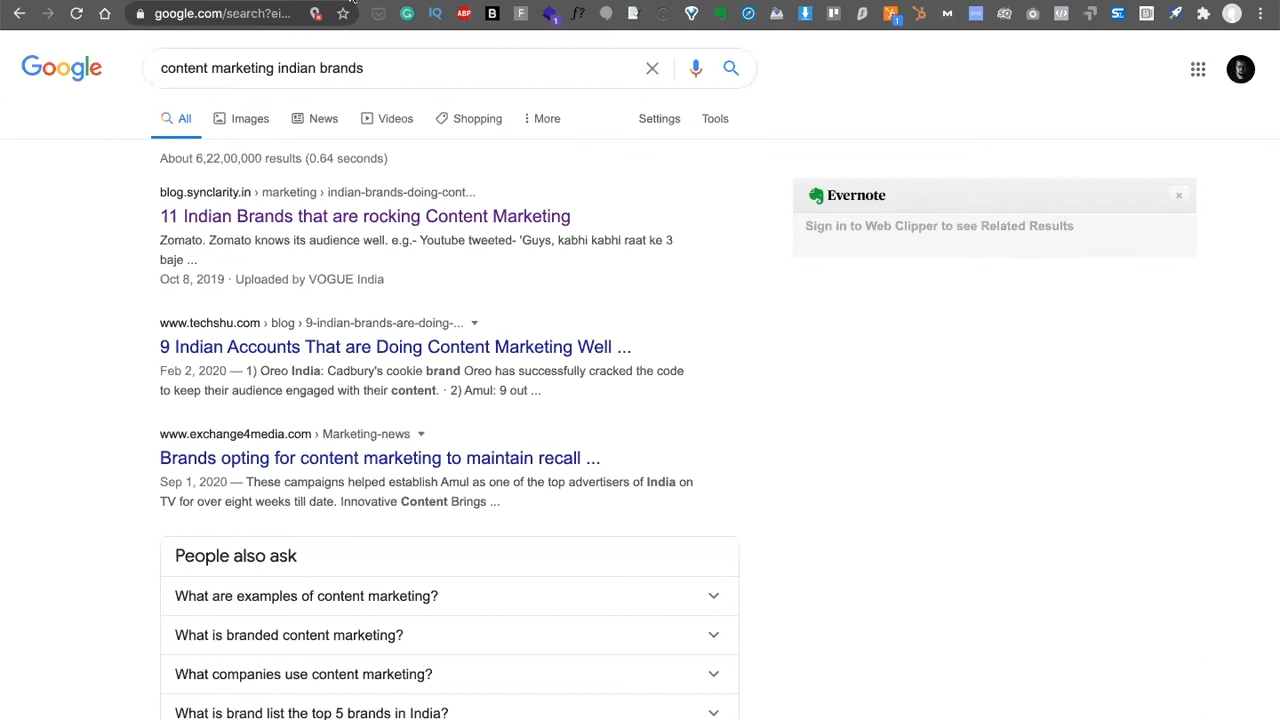 google.com/search?ei...
Google
content marketing indian brands
All
Images
News
Videos
Shopping
More
Settings
Tools
About 6,22,00,000 results (0.64 seconds)
blog.synclarity.in › marketing › indian-brands-doing-cont...
11 Indian Brands that are rocking Content Marketing
Zomato. Zomato knows its audience well. e.g.- Youtube tweeted- 'Guys, kabhi kabhi raat ke 3
baje ...
Oct 8, 2019 · Uploaded by VOGUE India
Evernote
Sign in to Web Clipper to see Related Results
www.techshu.com › blog › 9-indian-brands-are-doing-...
9 Indian Accounts That are Doing Content Marketing Well ...
Feb 2, 2020 — 1) Oreo India: Cadbury's cookie brand Oreo has successfully cracked the code
to keep their audience engaged with their content. · 2) Amul: 9 out ...
www.exchange4media.com › Marketing-news
Brands opting for content marketing to maintain recall ...
Sep 1, 2020 — These campaigns helped establish Amul as one of the top advertisers of India on
TV for over eight weeks till date. Innovative Content Brings ...
People also ask
What are examples of content marketing?
What is branded content marketing?
What companies use content marketing?
What is brand list the top 5 brands in India?